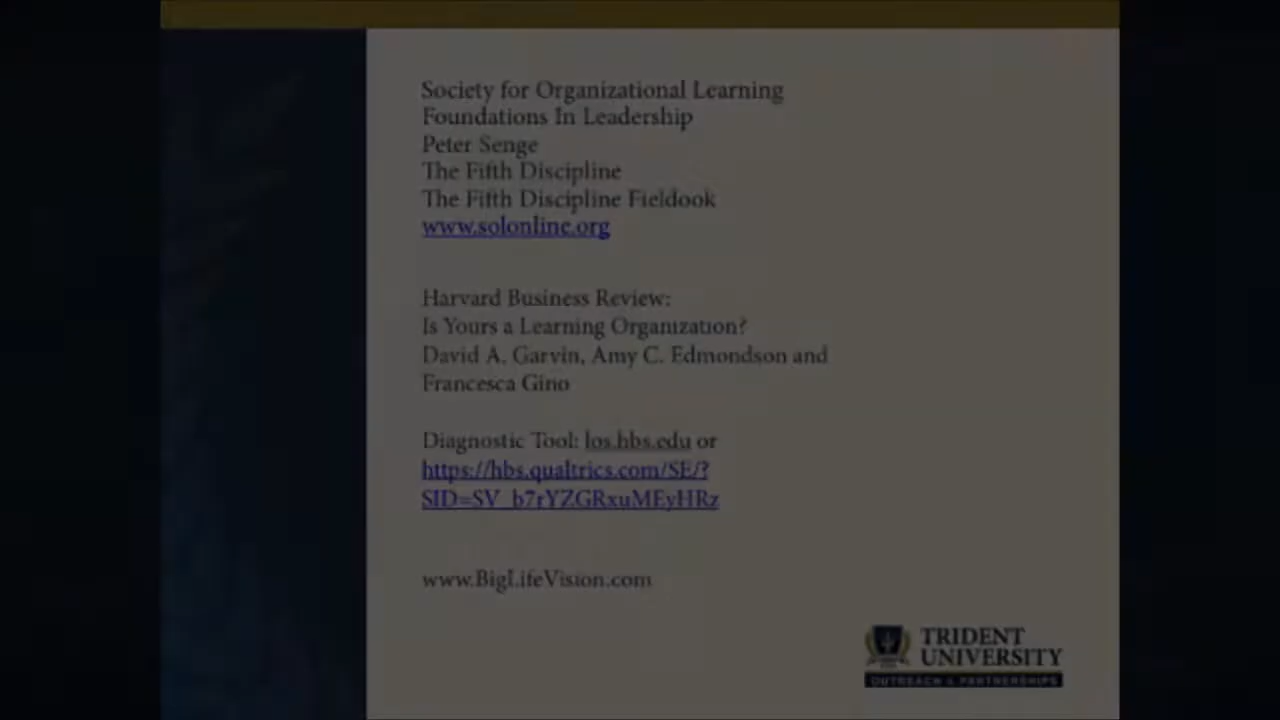 Society for Organizational Learning
Foundations In Leadership
Peter Senge
The Fifth Discipline
The Fifth Discipline Fieldook
www.solonline.org
Harvard Business Review:
Is Yours a Learning Organization?
David A. Garvin, Amy C. Edmondson and
Francesca Gino
Diagnostic Tool: los.hbs.edu or
https://hbs.qualtrics.com/SE/?
SID=SV_b7rYZGRxuMEyHRz
www.BigLifeVision.com
TRIDENT
UNIVERSITY
OUTREACH & PARTNERSHIPS